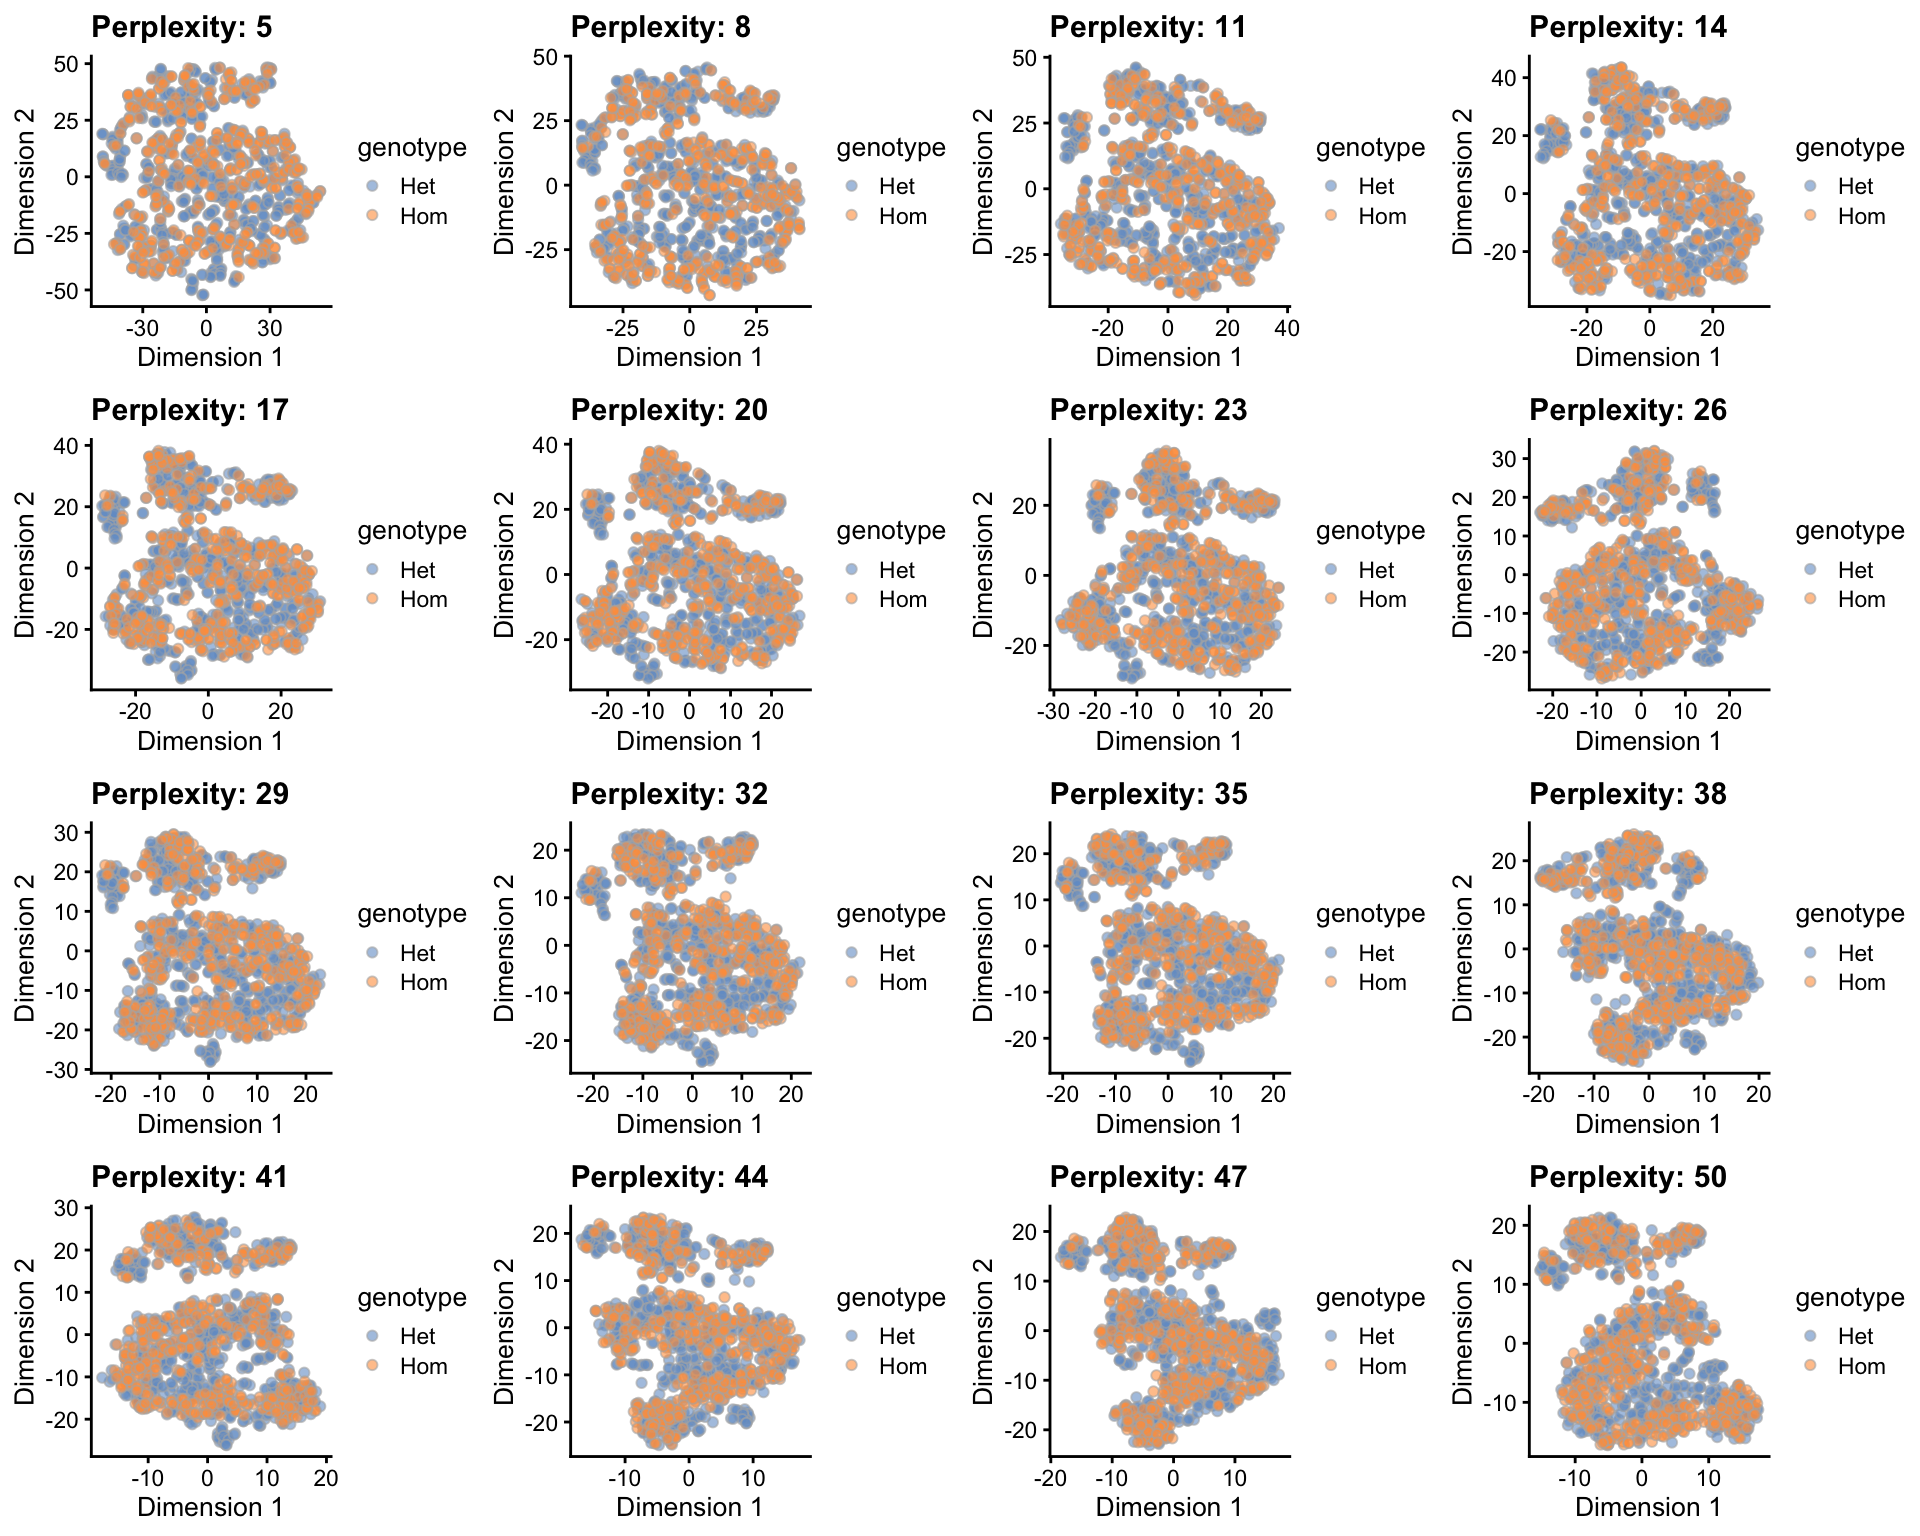 Perplexity: 5
50
25
0
-25
-50
Dimension 2
-30 0 30
Dimension 1
genotype
Het
Hom
Perplexity: 8
50
25
0
-25
Dimension 2
-25 0 25
Dimension 1
genotype
Het
Hom
Perplexity: 11
50
25
0
-25
Dimension 2
-20 0 20 40
Dimension 1
genotype
Het
Hom
Perplexity: 14
40
20
0
-20
Dimension 2
-20 0 20
Dimension 1
genotype
Het
Hom
Perplexity: 17
40
20
0
-20
Dimension 2
-20 0 20
Dimension 1
genotype
Het
Hom
Perplexity: 20
40
20
0
-20
Dimension 2
-20 -10 0 10 20
Dimension 1
genotype
Het
Hom
Perplexity: 23
20
0
-20
Dimension 2
-30 -20 -10 0 10 20
Dimension 1
genotype
Het
Hom
Perplexity: 26
30
20
10
0
-10
-20
Dimension 2
-20 -10 0 10 20
Dimension 1
genotype
Het
Hom
Perplexity: 29
30
20
10
0
-10
-20
-30
Dimension 2
-20 -10 0 10 20
Dimension 1
genotype
Het
Hom
Perplexity: 32
20
10
0
-10
-20
Dimension 2
-20 -10 0 10 20
Dimension 1
genotype
Het
Hom
Perplexity: 35
20
10
0
-10
-20
Dimension 2
-20 -10 0 10 20
Dimension 1
genotype
Het
Hom
Perplexity: 38
20
10
0
-10
-20
Dimension 2
-20 -10 0 10 20
Dimension 1
genotype
Het
Hom
Perplexity: 41
30
20
10
0
-10
-20
Dimension 2
-10 0 10 20
Dimension 1
genotype
Het
Hom
Perplexity: 44
20
10
0
-10
-20
Dimension 2
-10 0 10
Dimension 1
genotype
Het
Hom
Perplexity: 47
20
10
0
-10
-20
Dimension 2
-20 -10 0 10
Dimension 1
genotype
Het
Hom
Perplexity: 50
20
10
0
-10
Dimension 2
-10 0 10
Dimension 1
genotype
Het
Hom